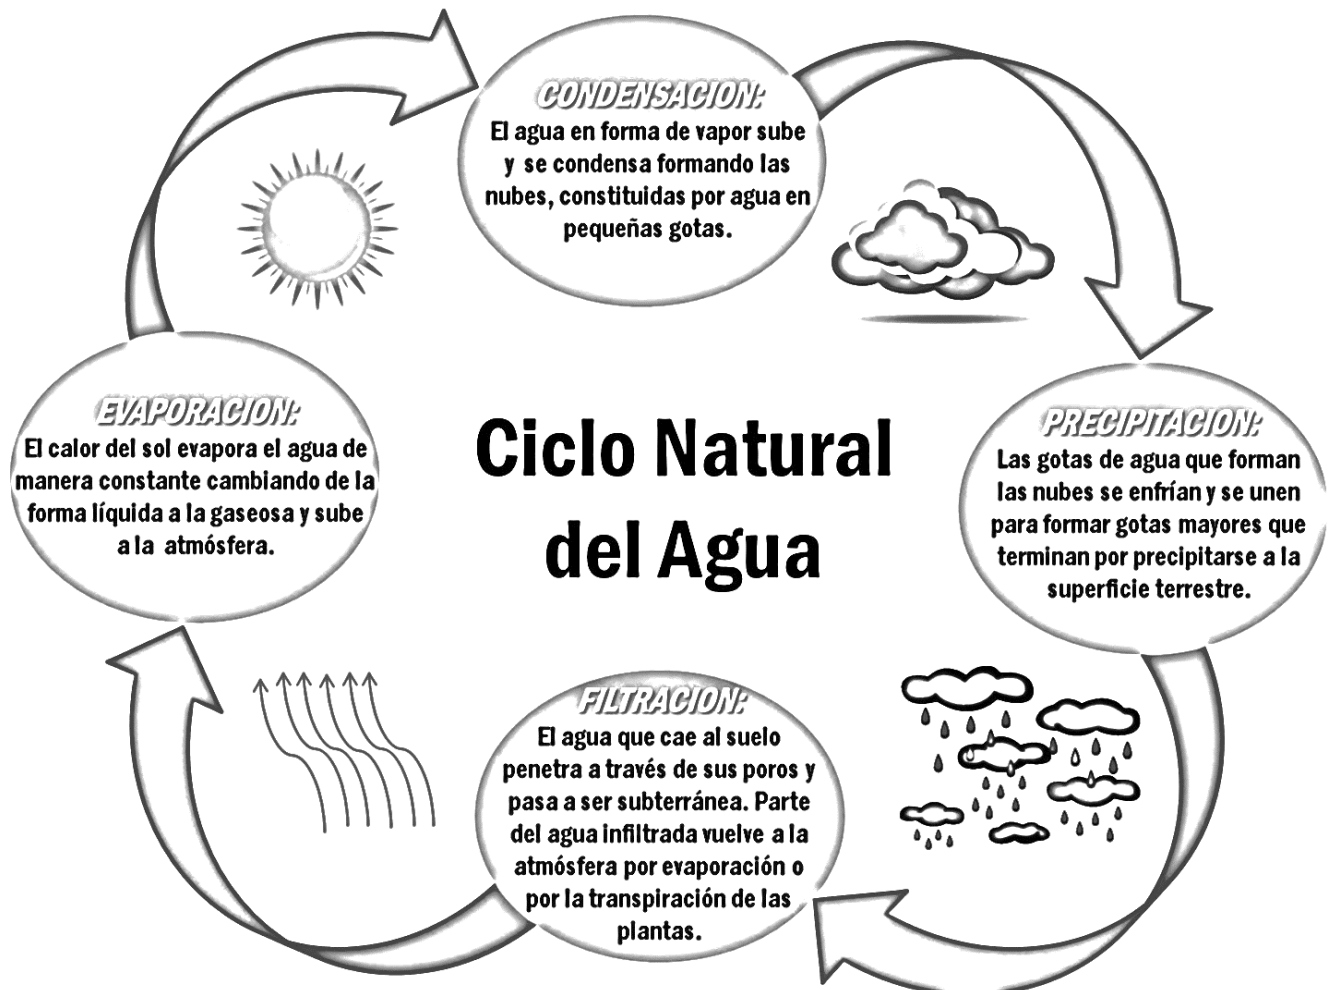 CONDENSACION:
El agua en forma de vapor sube
y se condensa formando las
nubes, constituidas por agua en
pequeñas gotas.
EVAPORACION:
El calor del sol evapora el agua de
manera constante cambiando de la
forma líquida a la gaseosa y sube
a la atmósfera.
Ciclo Natural
del Agua
PRECIPITACION:
Las gotas de agua que forman
las nubes se enfrían y se unen
para formar gotas mayores que
terminan por precipitarse a la
superficie terrestre.
FILTRACION:
El agua que cae al suelo
penetra a través de sus poros y
pasa a ser subterránea. Parte
del agua infiltrada vuelve a la
atmósfera por evaporación o
por la transpiración de las
plantas.